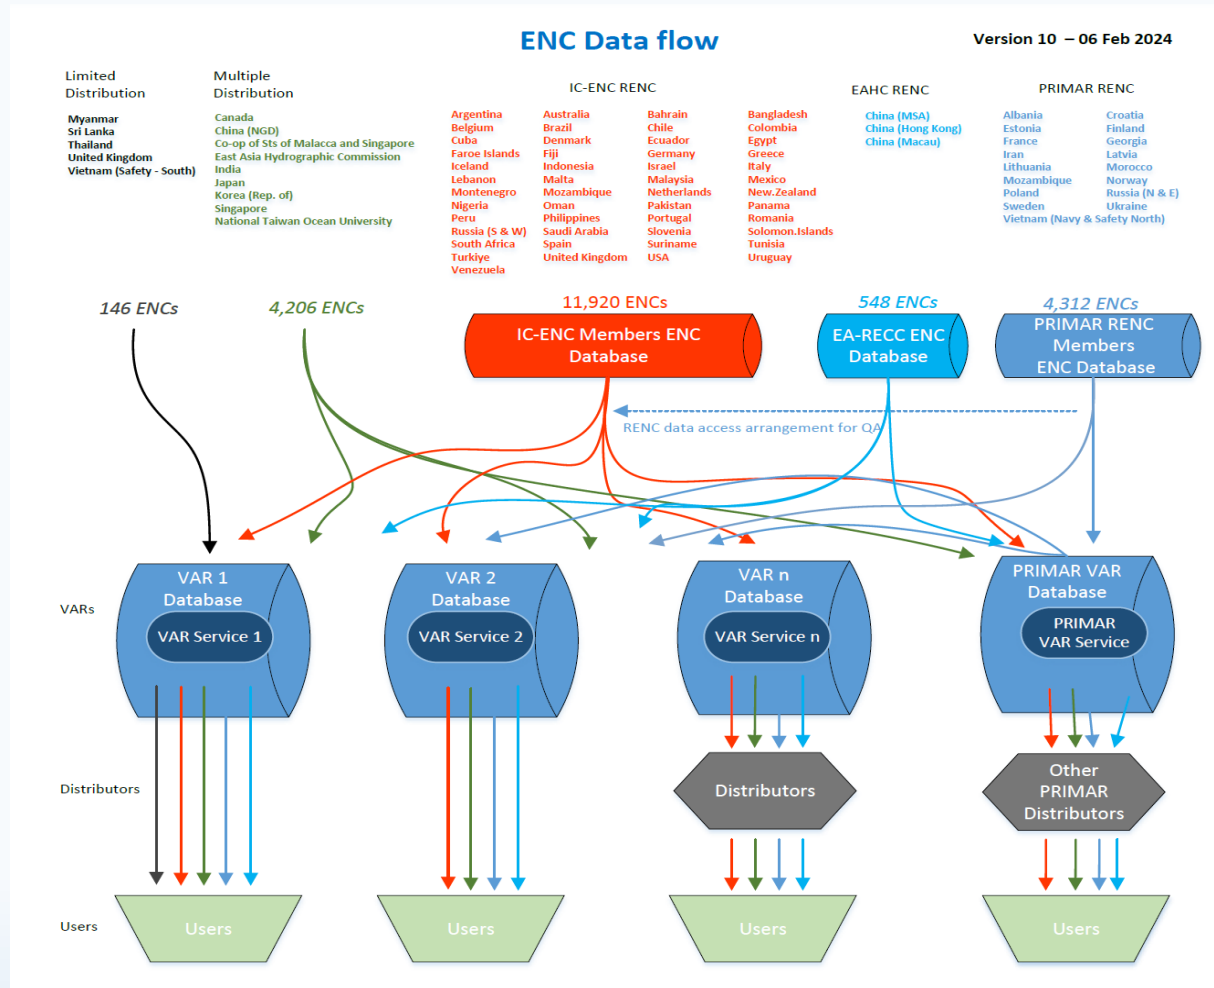 ENC Data flow
Version 10 – 06 Feb 2024
Limited
Distribution
Myanmar
Sri Lanka
Thailand
United Kingdom
Vietnam (Safety - South)
Multiple
Distribution
Canada
China (NGD)
Co-op of Sts of Malacca and Singapore
East Asia Hydrographic Commission
India
Japan
Korea (Rep. of)
Singapore
National Taiwan Ocean University
IC-ENC RENC
Argentina Australia Bahrain Bangladesh
Belgium Brazil Chile Colombia
Cuba Denmark Ecuador Egypt
Faroe Islands Fiji Germany Greece
Iceland Indonesia Israel Italy
Lebanon Malta Malaysia Mexico
Montenegro Mozambique Netherlands New.Zealand
Nigeria Oman Pakistan Panama
Peru Philippines Portugal Romania
Russia (S & W) Saudi Arabia Slovenia Solomon.Islands
South Africa Spain Suriname Tunisia
Turkiye United Kingdom USA Uruguay
Venezuela
EAHC RENC
China (MSA)
China (Hong Kong)
China (Macau)
PRIMAR RENC
Albania Croatia
Estonia Finland
France Georgia
Iran Latvia
Lithuania Morocco
Mozambique Norway
Poland Russia (N & E)
Sweden Ukraine
Vietnam (Navy & Safety North)
146 ENCs
4,206 ENCs
11,920 ENCs
548 ENCs
4,312 ENCs
IC-ENC Members ENC
Database
EA-RECC ENC
Database
PRIMAR RENC
Members
ENC Database
RENC data access arrangement for QA
VARs
VAR 1
Database
VAR Service 1
VAR 2
Database
VAR Service 2
VAR n
Database
VAR Service n
PRIMAR VAR
Database
PRIMAR
VAR Service
Distributors
Distributors
Other
PRIMAR
Distributors
Users
Users
Users
Users
Users